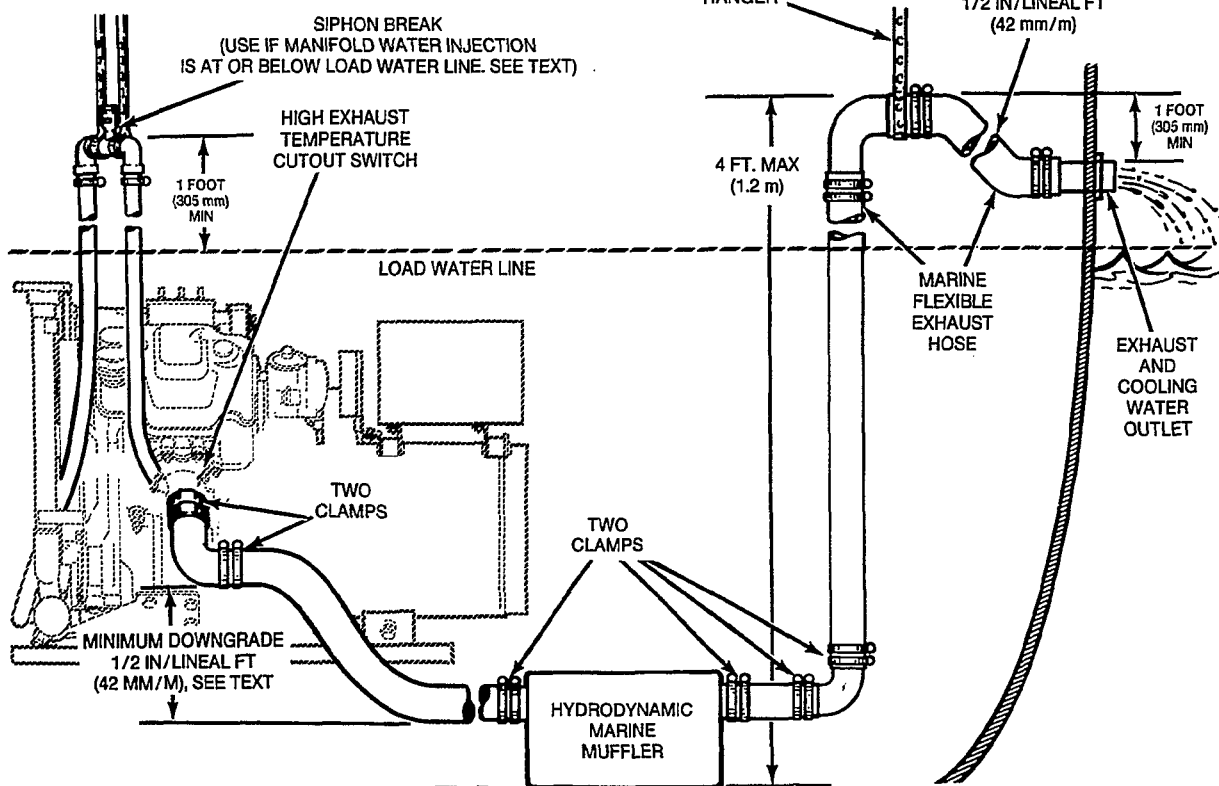 SIPHON BREAK
(USE IF MANIFOLD WATER INJECTION
IS AT OR BELOW LOAD WATER LINE. SEE TEXT)
HANGER
1/2 IN/LINEAL FT
(42 mm/m)
HIGH EXHAUST
TEMPERATURE
CUTOUT SWITCH
1 FOOT
(305 mm)
MIN
4 FT. MAX
(1.2 m)
1 FOOT
(305 mm)
MIN
LOAD WATER LINE
MARINE
FLEXIBLE
EXHAUST
HOSE
EXHAUST
AND
COOLING
WATER
OUTLET
TWO
CLAMPS
TWO
CLAMPS
MINIMUM DOWNGRADE
1/2 IN/LINEAL FT
(42 MM/M), SEE TEXT
HYDRODYNAMIC
MARINE
MUFFLER